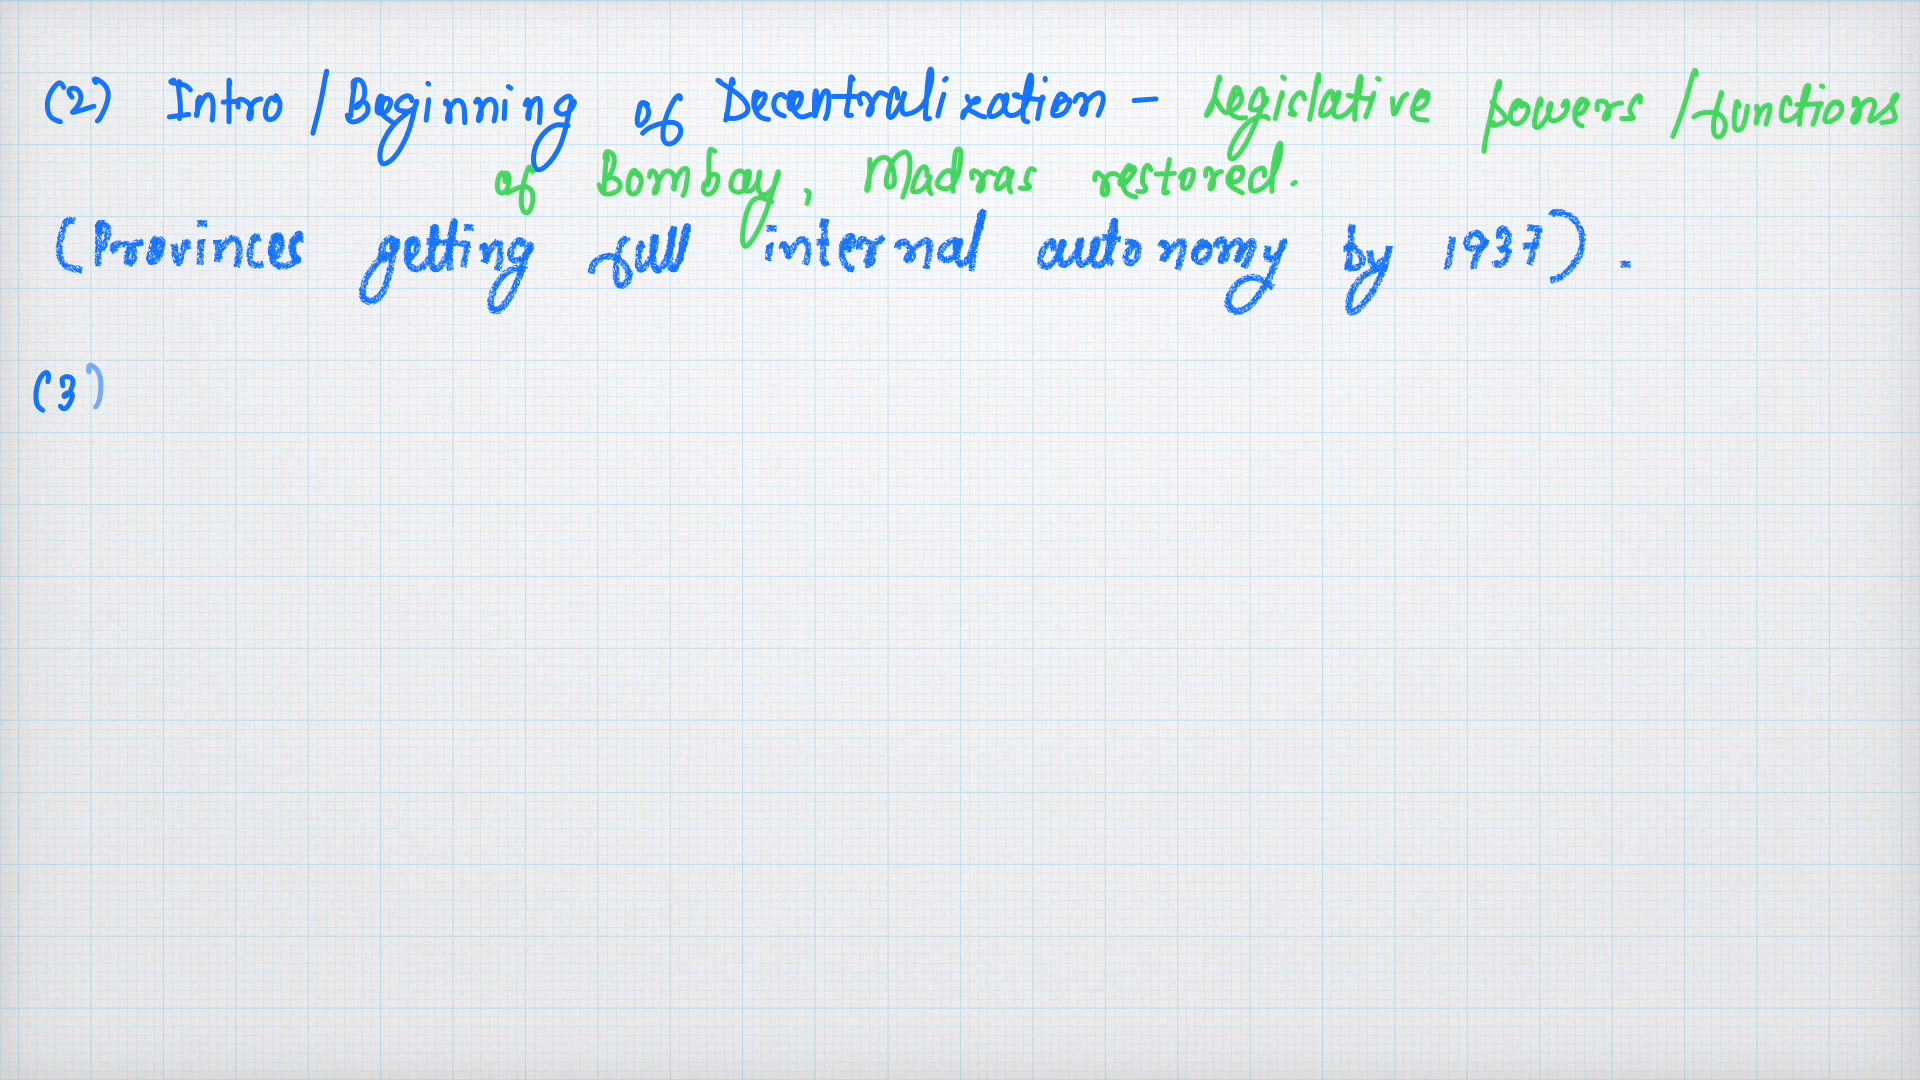 (2) Intro / Beginning of Decentralization - Legislative powers / functions
of Bombay, Madras restored.
(Provinces getting full internal autonomy by 1937).
(3)